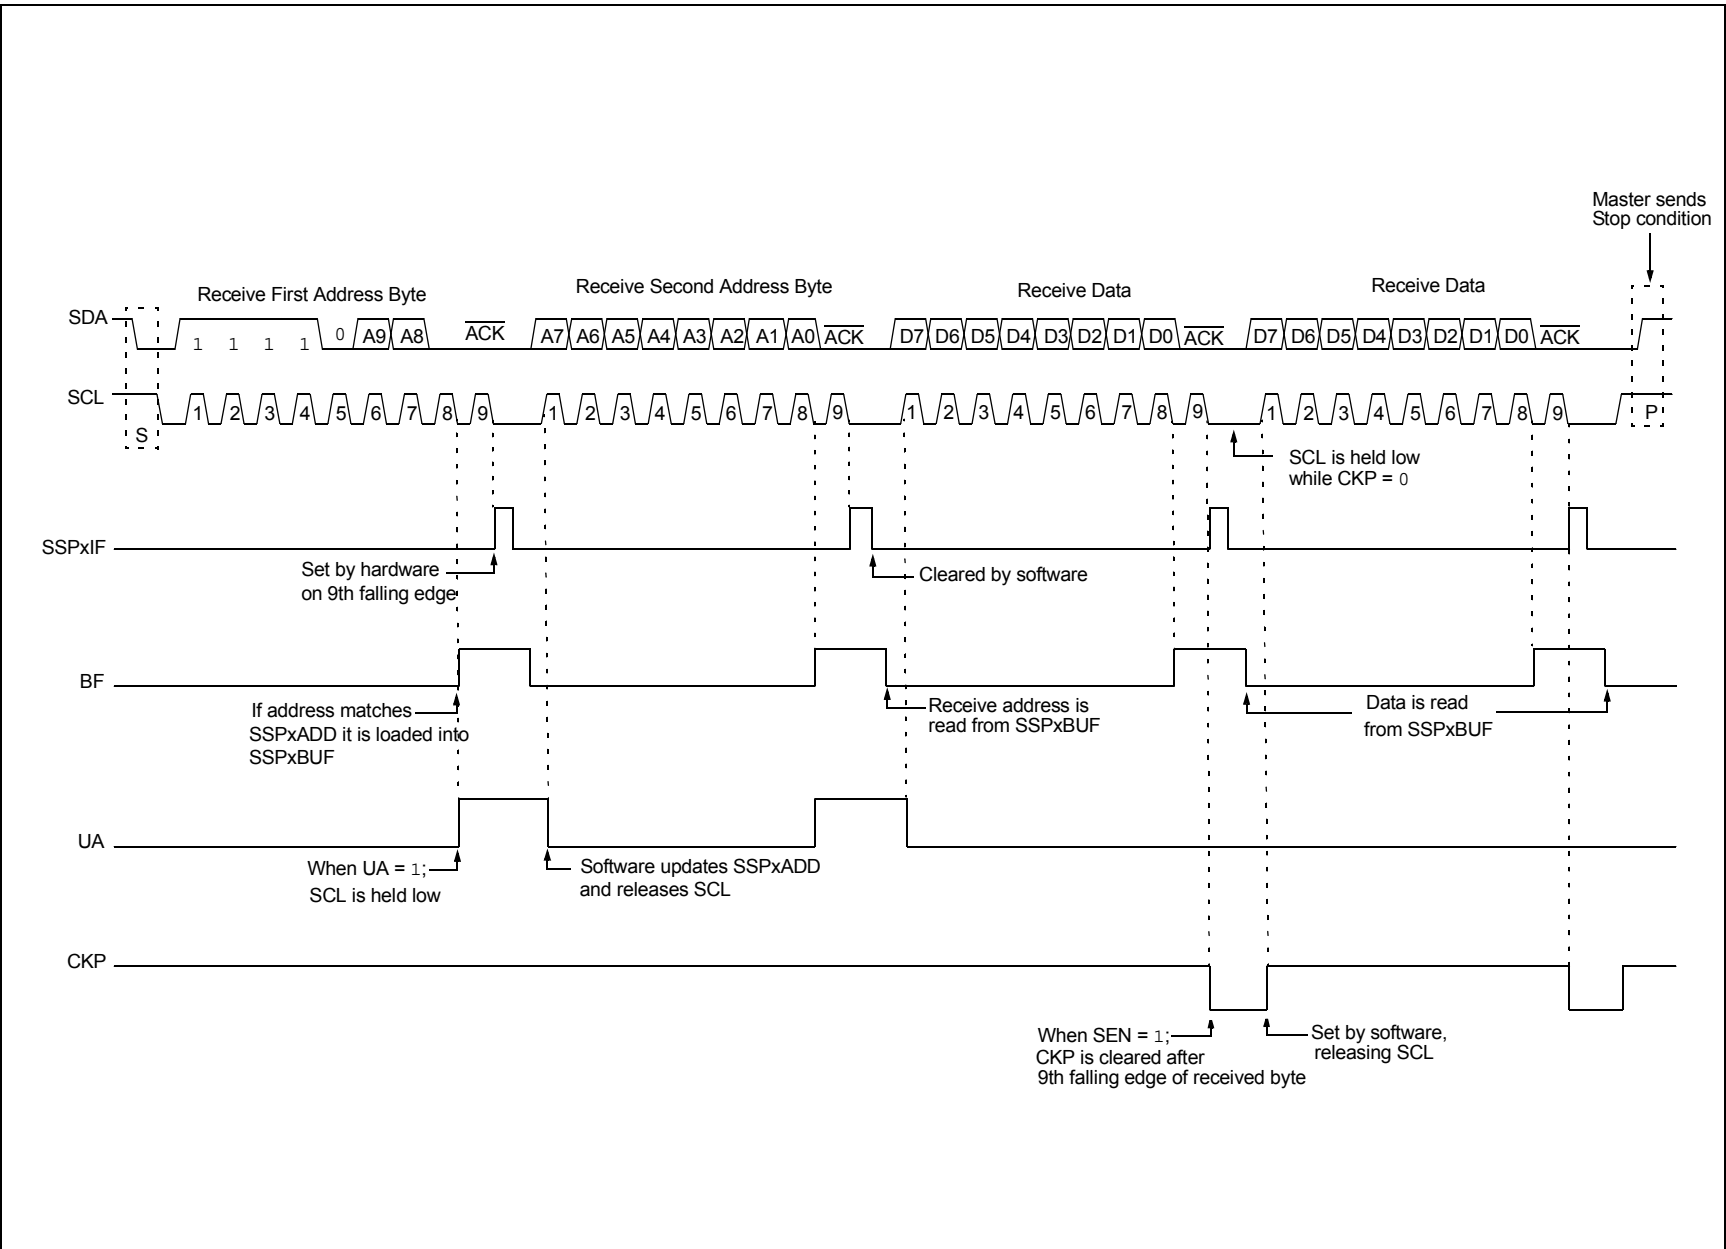 Master sends
Stop condition
Receive First Address Byte
Receive Second Address Byte
Receive Data
Receive Data
SDA
1 1 1 1 0 A9 A8 ACK A7 A6 A5 A4 A3 A2 A1 A0 ACK D7 D6 D5 D4 D3 D2 D1 D0 ACK D7 D6 D5 D4 D3 D2 D1 D0 ACK
SCL
S 1 2 3 4 5 6 7 8 9 1 2 3 4 5 6 7 8 9 1 2 3 4 5 6 7 8 9 1 2 3 4 5 6 7 8 9 P
SCL is held low
while CKP = 0
SSPxIF
Set by hardware
on 9th falling edge
Cleared by software
BF
If address matches
SSPxADD it is loaded into
SSPxBUF
Receive address is
read from SSPxBUF
Data is read
from SSPxBUF
UA
When UA = 1;
SCL is held low
Software updates SSPxADD
and releases SCL
CKP
When SEN = 1;
CKP is cleared after
9th falling edge of received byte
Set by software,
releasing SCL